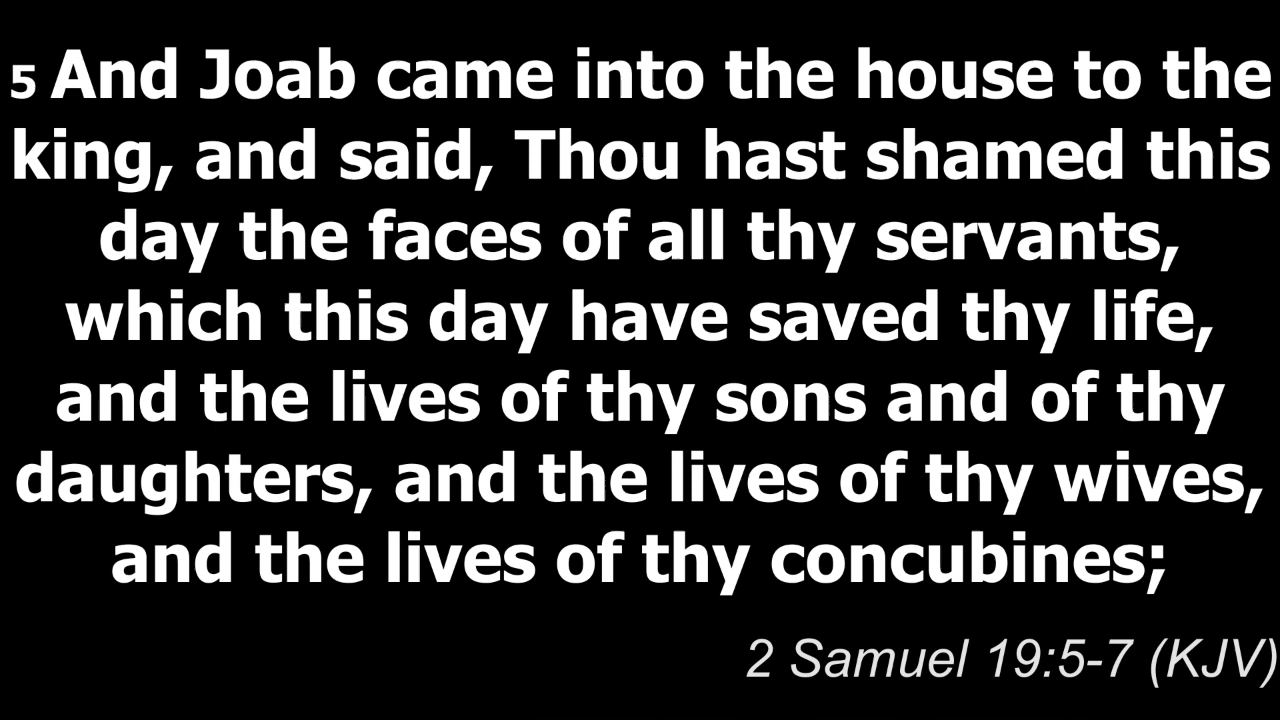 5 And Joab came into the house to the
king, and said, Thou hast shamed this
day the faces of all thy servants,
which this day have saved thy life,
and the lives of thy sons and of thy
daughters, and the lives of thy wives,
and the lives of thy concubines;
2 Samuel 19:5-7 (KJV)